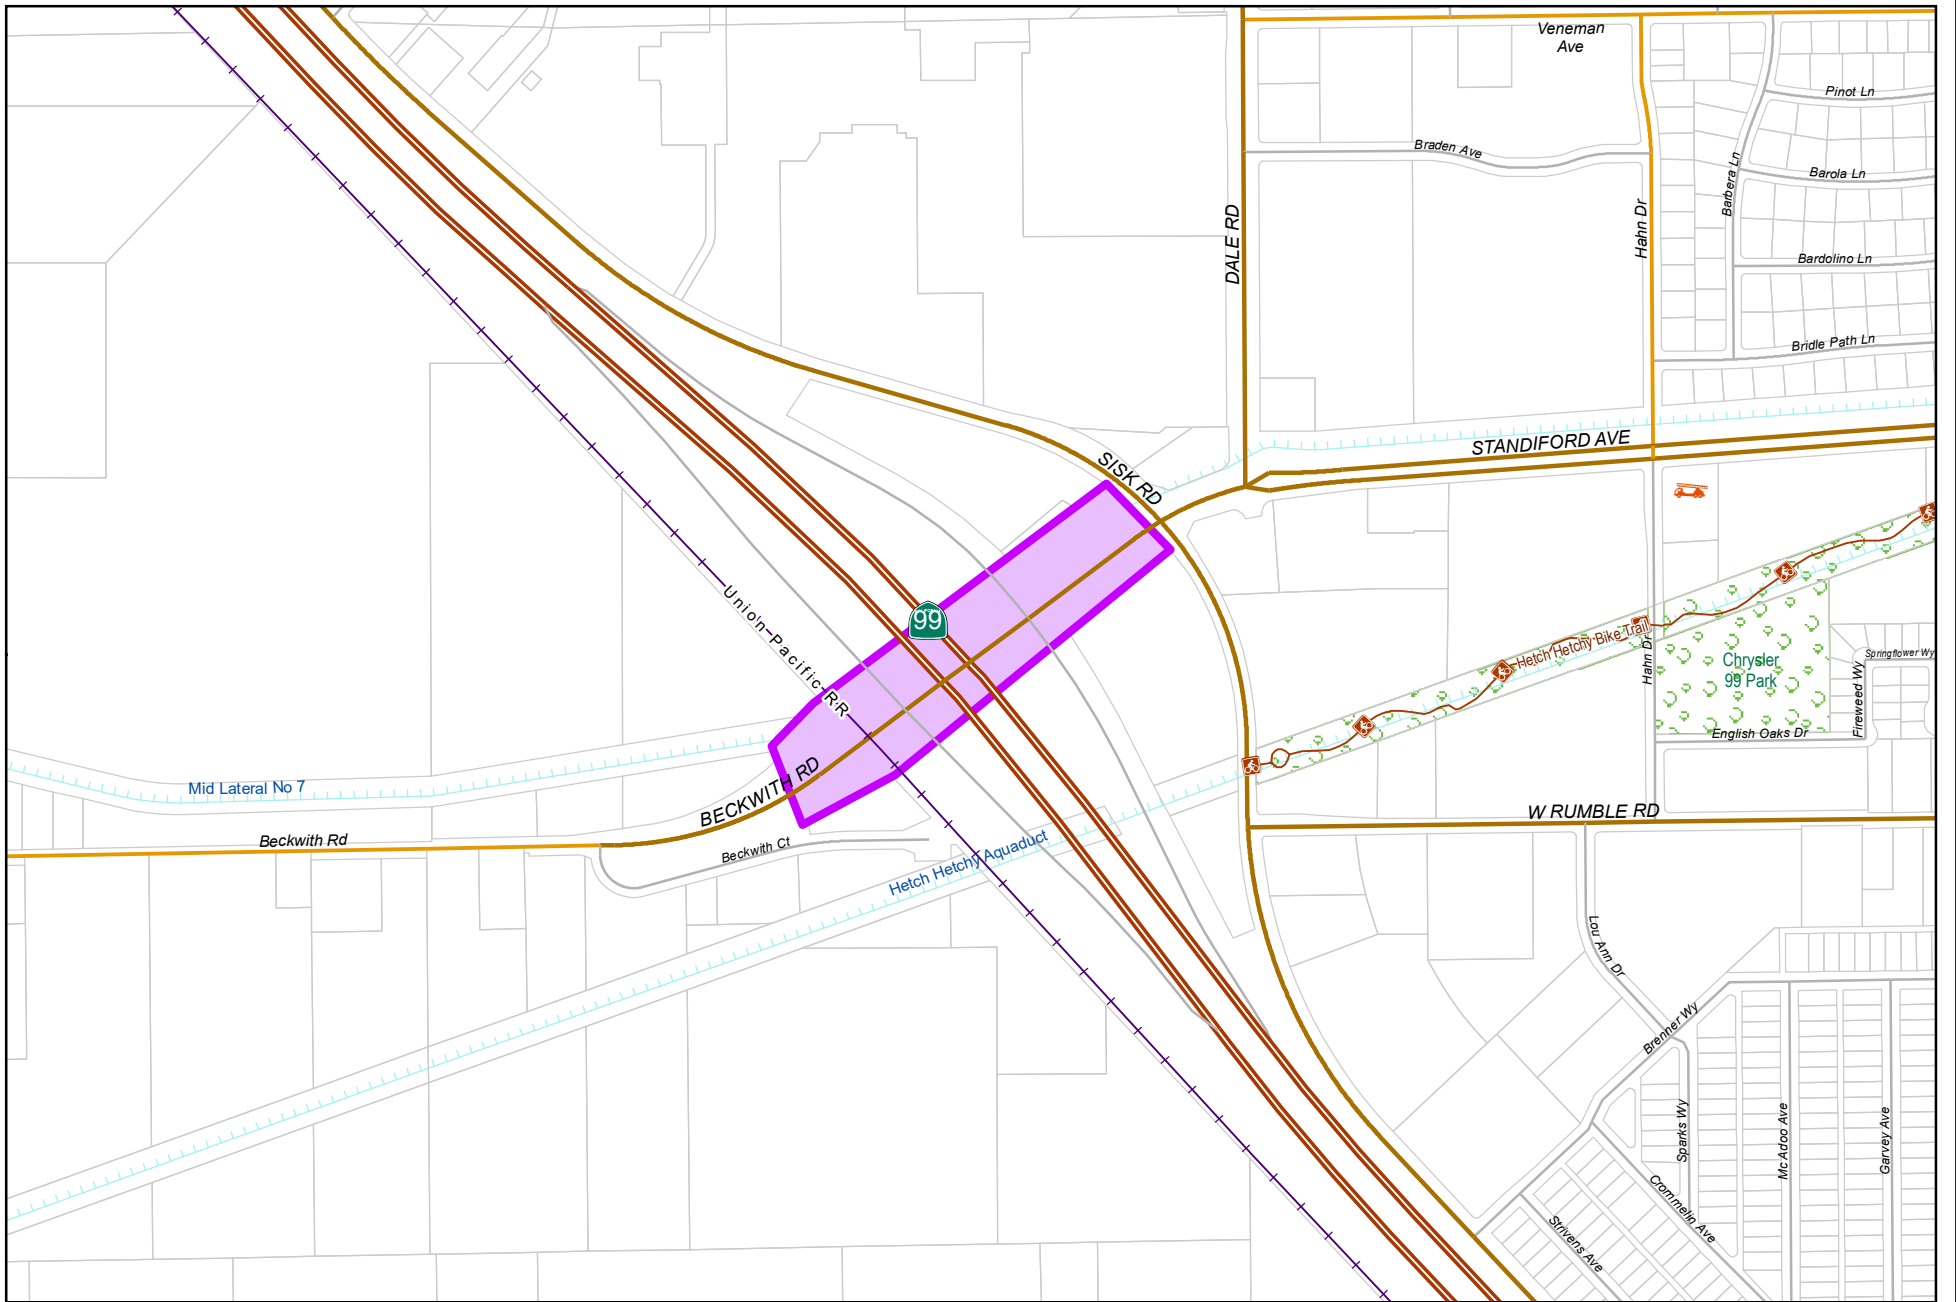 Veneman
Ave
Pinot Ln
Braden Ave
Barbera Ln
Barola Ln
DALE RD
Hahn Dr
Bardolino Ln
Bridle Path Ln
STANDIFORD AVE
SISK RD
99
Union Pacific RR
Hetch Hetchy Bike Trail
Hahn Dr
Chrysler
99 Park
Springflower Wy
Fireweed Wy
English Oaks Dr
Mid Lateral No 7
BECKWITH RD
Beckwith Rd
Beckwith Ct
Hetch Hetchy Aquaduct
W RUMBLE RD
Lou Ann Dr
Brenner Wy
Sparks Wy
Mc Adoo Ave
Garvey Ave
Crommelin Ave
Strivens Ave